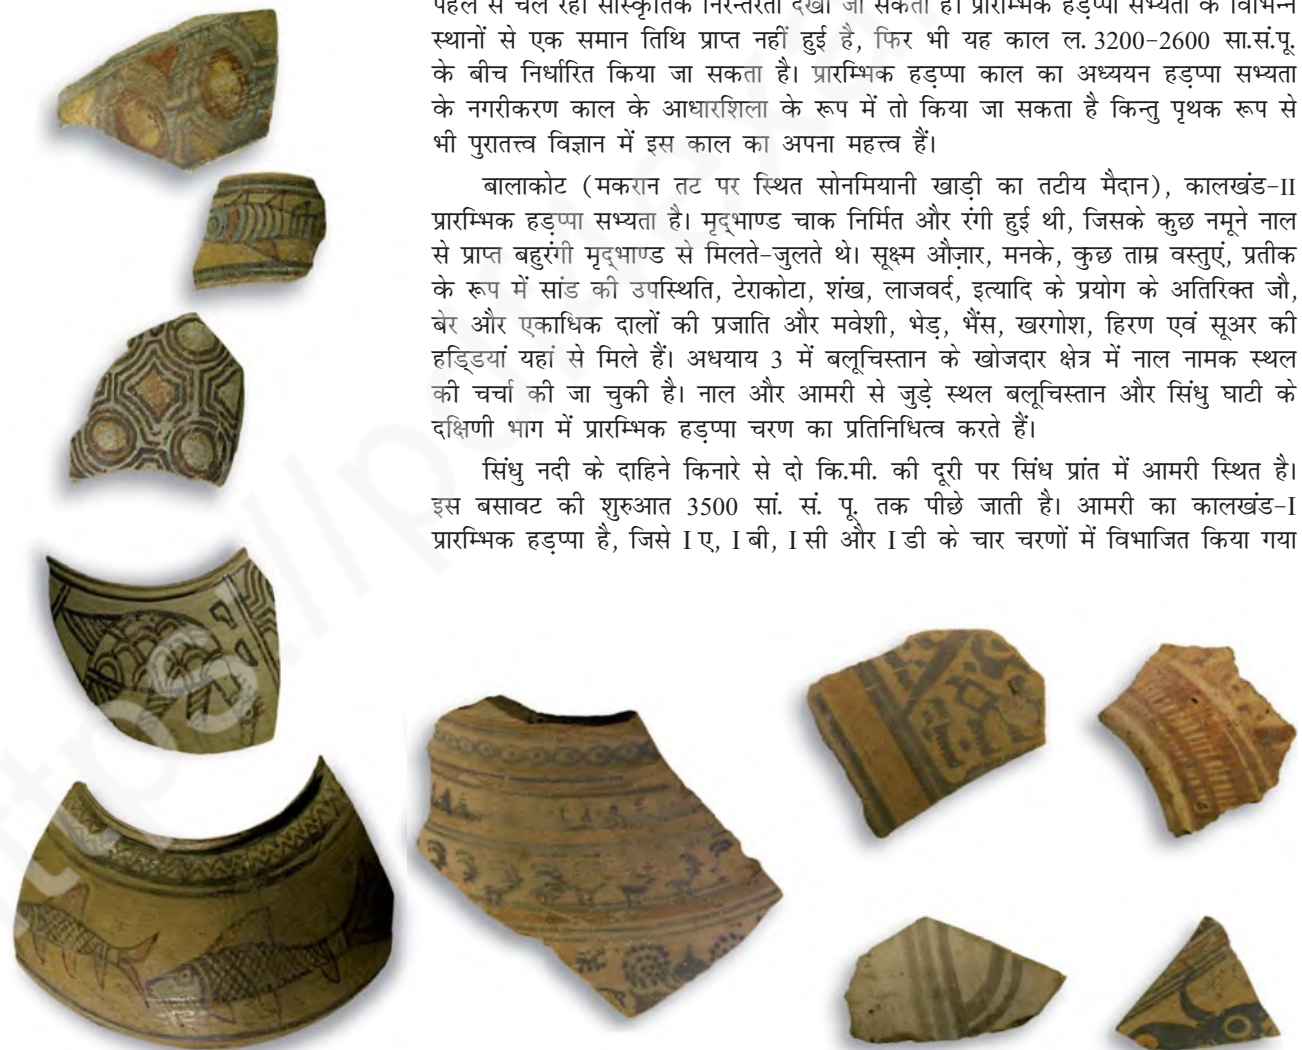 पहले से चल रही सांस्कृतिक निरन्तरता देखी जा सकती है। प्रारम्भिक हड़प्पा सभ्यता के विभिन्न
स्थानों से एक समान तिथि प्राप्त नहीं हुई है, फिर भी यह काल ल. 3200-2600 सा.सं.पू.
के बीच निर्धारित किया जा सकता है। प्रारम्भिक हड़प्पा काल का अध्ययन हड़प्पा सभ्यता
के नगरीकरण काल के आधारशिला के रूप में तो किया जा सकता है किन्तु पृथक रूप से
भी पुरातत्त्व विज्ञान में इस काल का अपना महत्त्व हैं।
बालाकोट (मकरान तट पर स्थित सोनमियानी खाड़ी का तटीय मैदान), कालखंड-II
प्रारम्भिक हड़प्पा सभ्यता है। मृद्भाण्ड चाक निर्मित और रंगी हुई थी, जिसके कुछ नमूने नाल
से प्राप्त बहुरंगी मृद्भाण्ड से मिलते-जुलते थे। सूक्ष्म औज़ार, मनके, कुछ ताम्र वस्तुएं, प्रतीक
के रूप में सांड की उपस्थिति, टेराकोटा, शंख, लाजवर्द, इत्यादि के प्रयोग के अतिरिक्त जौ,
बेर और एकाधिक दालों की प्रजाति और मवेशी, भेड़, भैंस, खरगोश, हिरण एवं सूअर की
हड्डियां यहां से मिले हैं। अधयाय 3 में बलूचिस्तान के खोजदार क्षेत्र में नाल नामक स्थल
की चर्चा की जा चुकी है। नाल और आमरी से जुड़े स्थल बलूचिस्तान और सिंधु घाटी के
दक्षिणी भाग में प्रारम्भिक हड़प्पा चरण का प्रतिनिधित्व करते हैं।
सिंधु नदी के दाहिने किनारे से दो कि.मी. की दूरी पर सिंध प्रांत में आमरी स्थित है।
इस बसावट की शुरुआत 3500 सां. सं. पू. तक पीछे जाती है। आमरी का कालखंड-I
प्रारम्भिक हड़प्पा है, जिसे I ए, I बी, I सी और I डी के चार चरणों में विभाजित किया गया